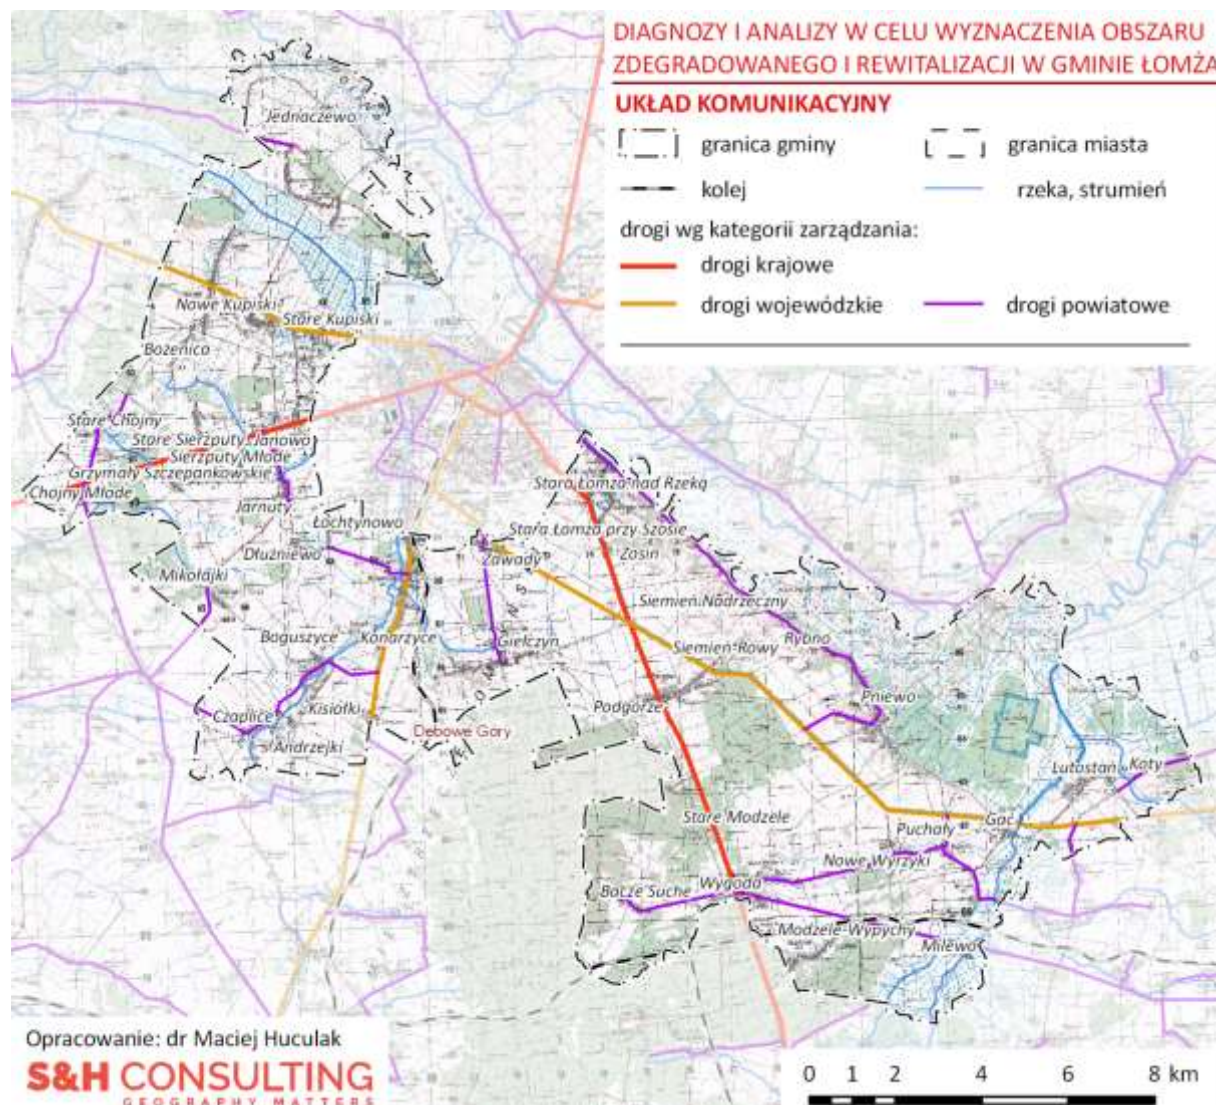 DIAGNOZY I ANALIZY W CELU WYZNACZENIA OBSZARU
ZDEGRADOWANEGO I REWITALIZACJI W GMINIE ŁOMŻA
UKŁAD KOMUNIKACYJNY
granica gminy
granica miasta
kolej
rzeka, strumień
drogi wg kategorii zarządzania:
drogi krajowe
drogi wojewódzkie
drogi powiatowe
Jednaczewo
Nowe Kupiski
Stare Kupiski
Bożenica
Stare Chojny
Stare Sierzputy
Janowo
Sierzputy Młode
Grzymały Szczepankowskie
Chojny Młode
Jarnuty
Stara Łomża nad Rzeką
Łochtynowo
Stara Łomża przy Szosie
Dłużniewo
Zawady
Zosin
Mikołajki
Siemień Nadrzeczny
Boguszyce
Konarzyce
Giełczyn
Siemień-Rowy
Rybno
Pniewo
Czaplice
Kisiołki
Podgórze
Andrzejki
Dębowe Góry
Lutostań
Koty
Stare Modzele
Puchały
Gać
Nowe Wyrzyki
Bacze Suche
Wygoda
Modzele-Wypychy
Milewo
Opracowanie: dr Maciej Huculak
S&H CONSULTING
GEOGRAPHY MATTERS
0 1 2 4 6 8 km